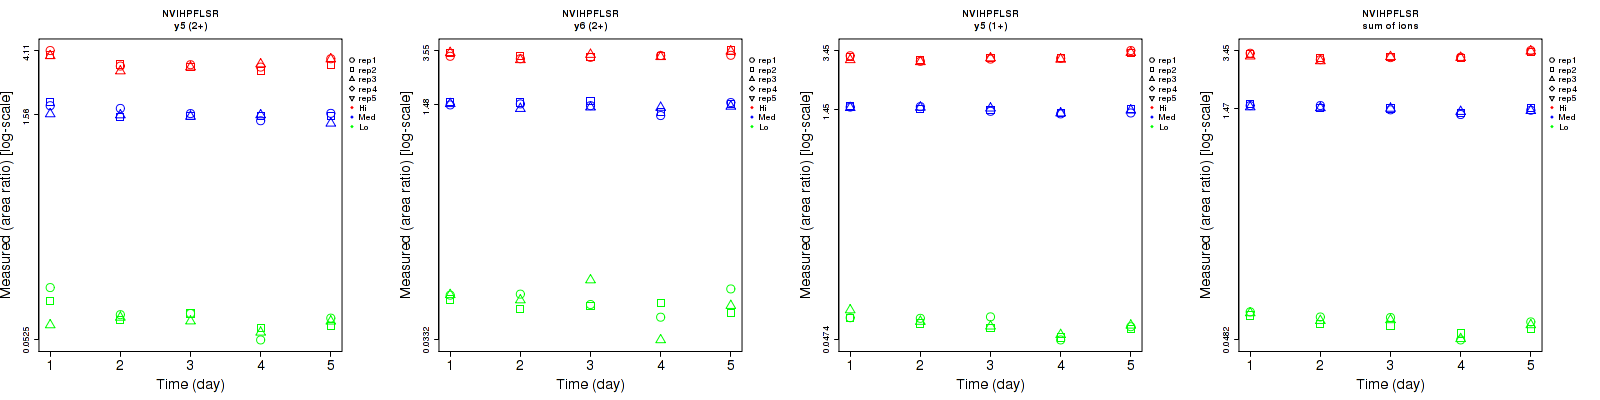 NVIHPFLSR
y5 (2+)
Measured (area ratio) [log-scale]
4.11
1.56
0.0525
1 2 3 4 5
Time (day)
rep1
rep2
rep3
rep4
rep5
Hi
Med
Lo
NVIHPFLSR
y6 (2+)
Measured (area ratio) [log-scale]
3.55
1.48
0.0332
1 2 3 4 5
Time (day)
rep1
rep2
rep3
rep4
rep5
Hi
Med
Lo
NVIHPFLSR
y5 (1+)
Measured (area ratio) [log-scale]
3.45
1.45
0.0474
1 2 3 4 5
Time (day)
rep1
rep2
rep3
rep4
rep5
Hi
Med
Lo
NVIHPFLSR
sum of ions
Measured (area ratio) [log-scale]
3.45
1.47
0.0482
1 2 3 4 5
Time (day)
rep1
rep2
rep3
rep4
rep5
Hi
Med
Lo